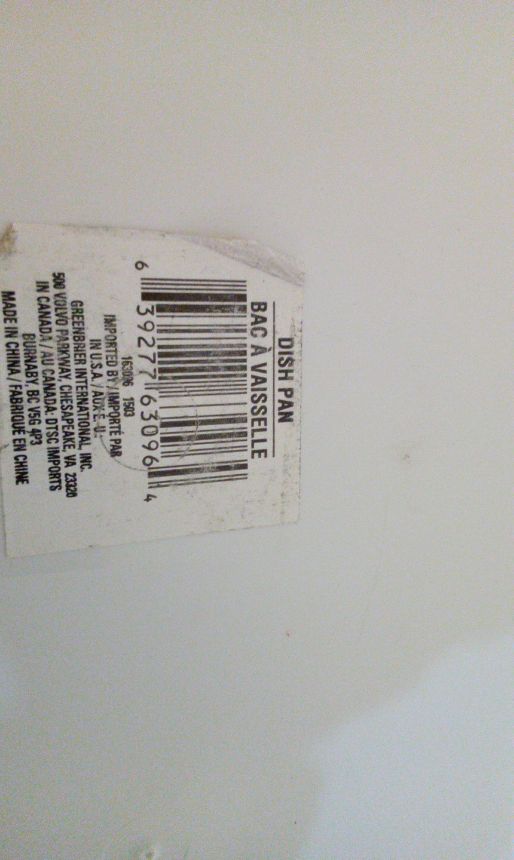 DISH PAN
BAC À VAISSELLE
6 39277 63096 4
163096 1503
IMPORTED BY / IMPORTÉ PAR
IN U.S.A. / AUX É.-U.:
GREENBRIER INTERNATIONAL, INC.
500 VOLVO PARKWAY, CHESAPEAKE, VA 23320
IN CANADA / AU CANADA: DTSC IMPORTS
BURNABY, BC V5G 4P3
MADE IN CHINA / FABRIQUÉ EN CHINE